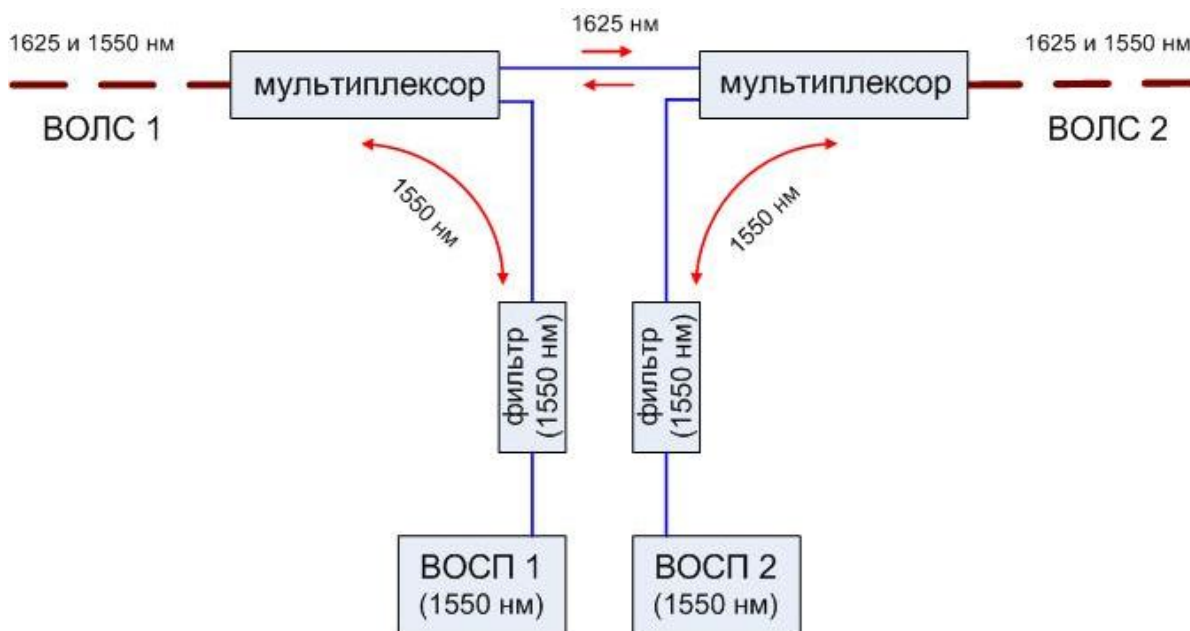 1625 нм
1625 и 1550 нм
1625 и 1550 нм
мультиплексор
мультиплексор
ВОЛС 1
ВОЛС 2
1550 нм
1550 нм
фильтр
(1550 нм)
фильтр
(1550 нм)
ВОСП 1
(1550 нм)
ВОСП 2
(1550 нм)